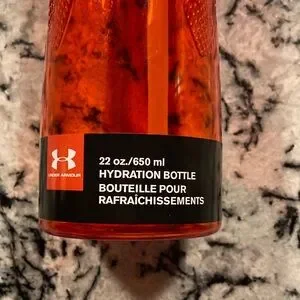 22 oz./650 ml
HYDRATION BOTTLE
BOUTEILLE POUR
RAFRAÎCHISSEMENTS
UNDER ARMOUR